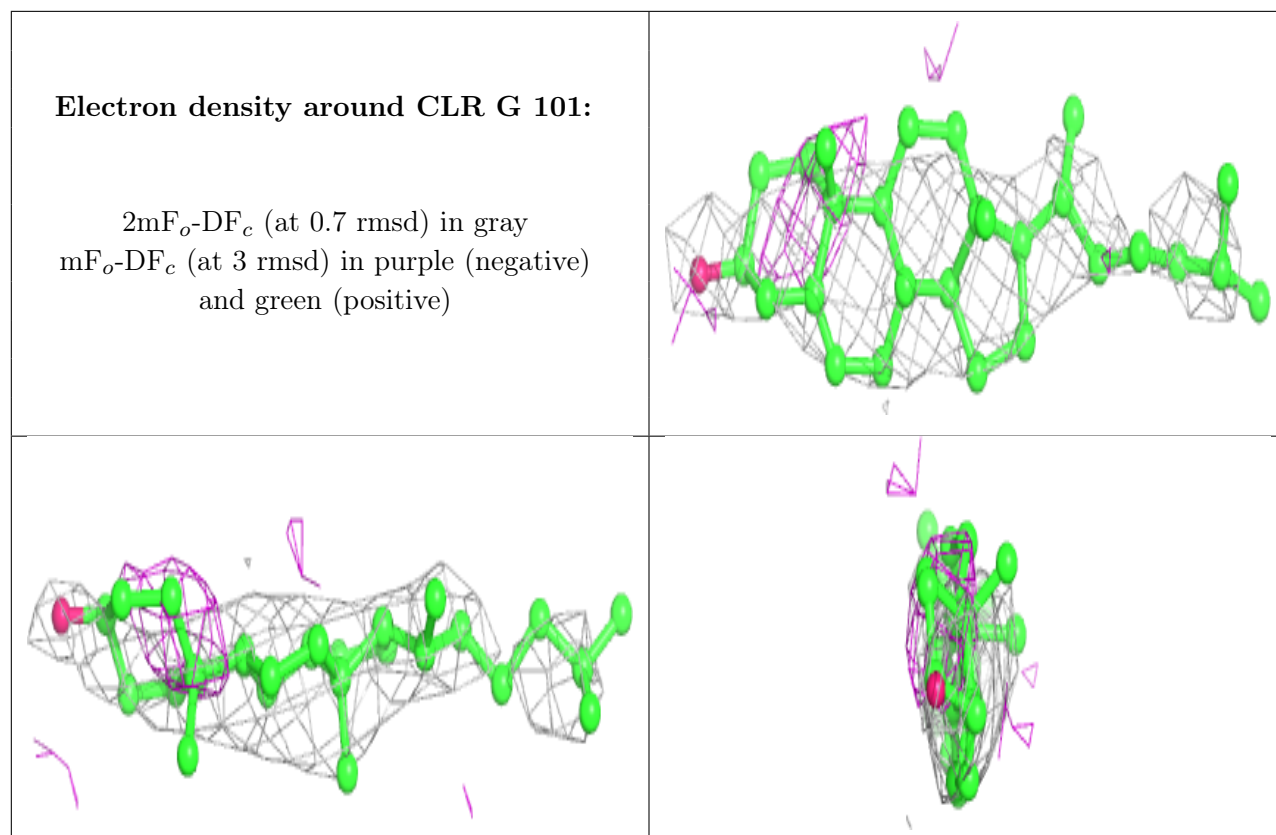 Electron density around CLR G 101:
2mFₒ-DF𝒸 (at 0.7 rmsd) in gray
mFₒ-DF𝒸 (at 3 rmsd) in purple (negative)
and green (positive)